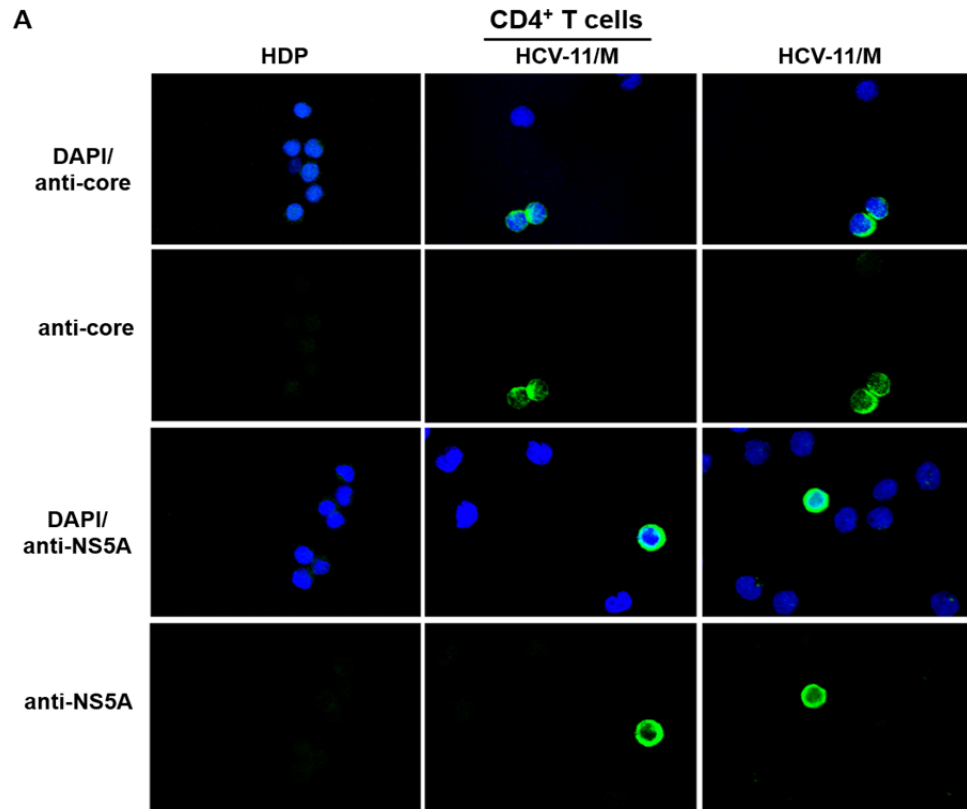 A
CD4⁺ T cells
HDP
HCV-11/M
HCV-11/M
DAPI/
anti-core
anti-core
DAPI/
anti-NS5A
anti-NS5A